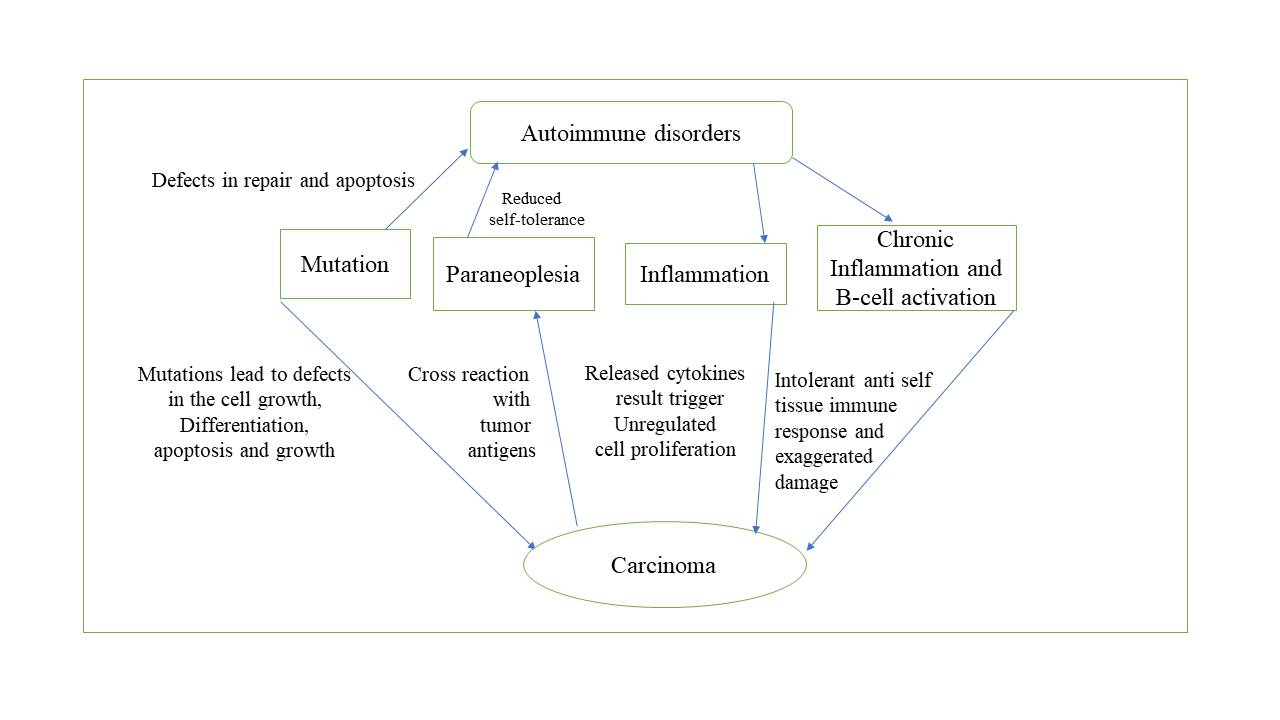 Autoimmune disorders
Defects in repair and apoptosis
Reduced
self-tolerance
Mutation
Paraneoplesia
Inflammation
Chronic
Inflammation and
B-cell activation
Mutations lead to defects
in the cell growth,
Differentiation,
apoptosis and growth
Cross reaction
with
tumor
antigens
Released cytokines
result trigger
Unregulated
cell proliferation
Intolerant anti self
tissue immune
response and
exaggerated
damage
Carcinoma